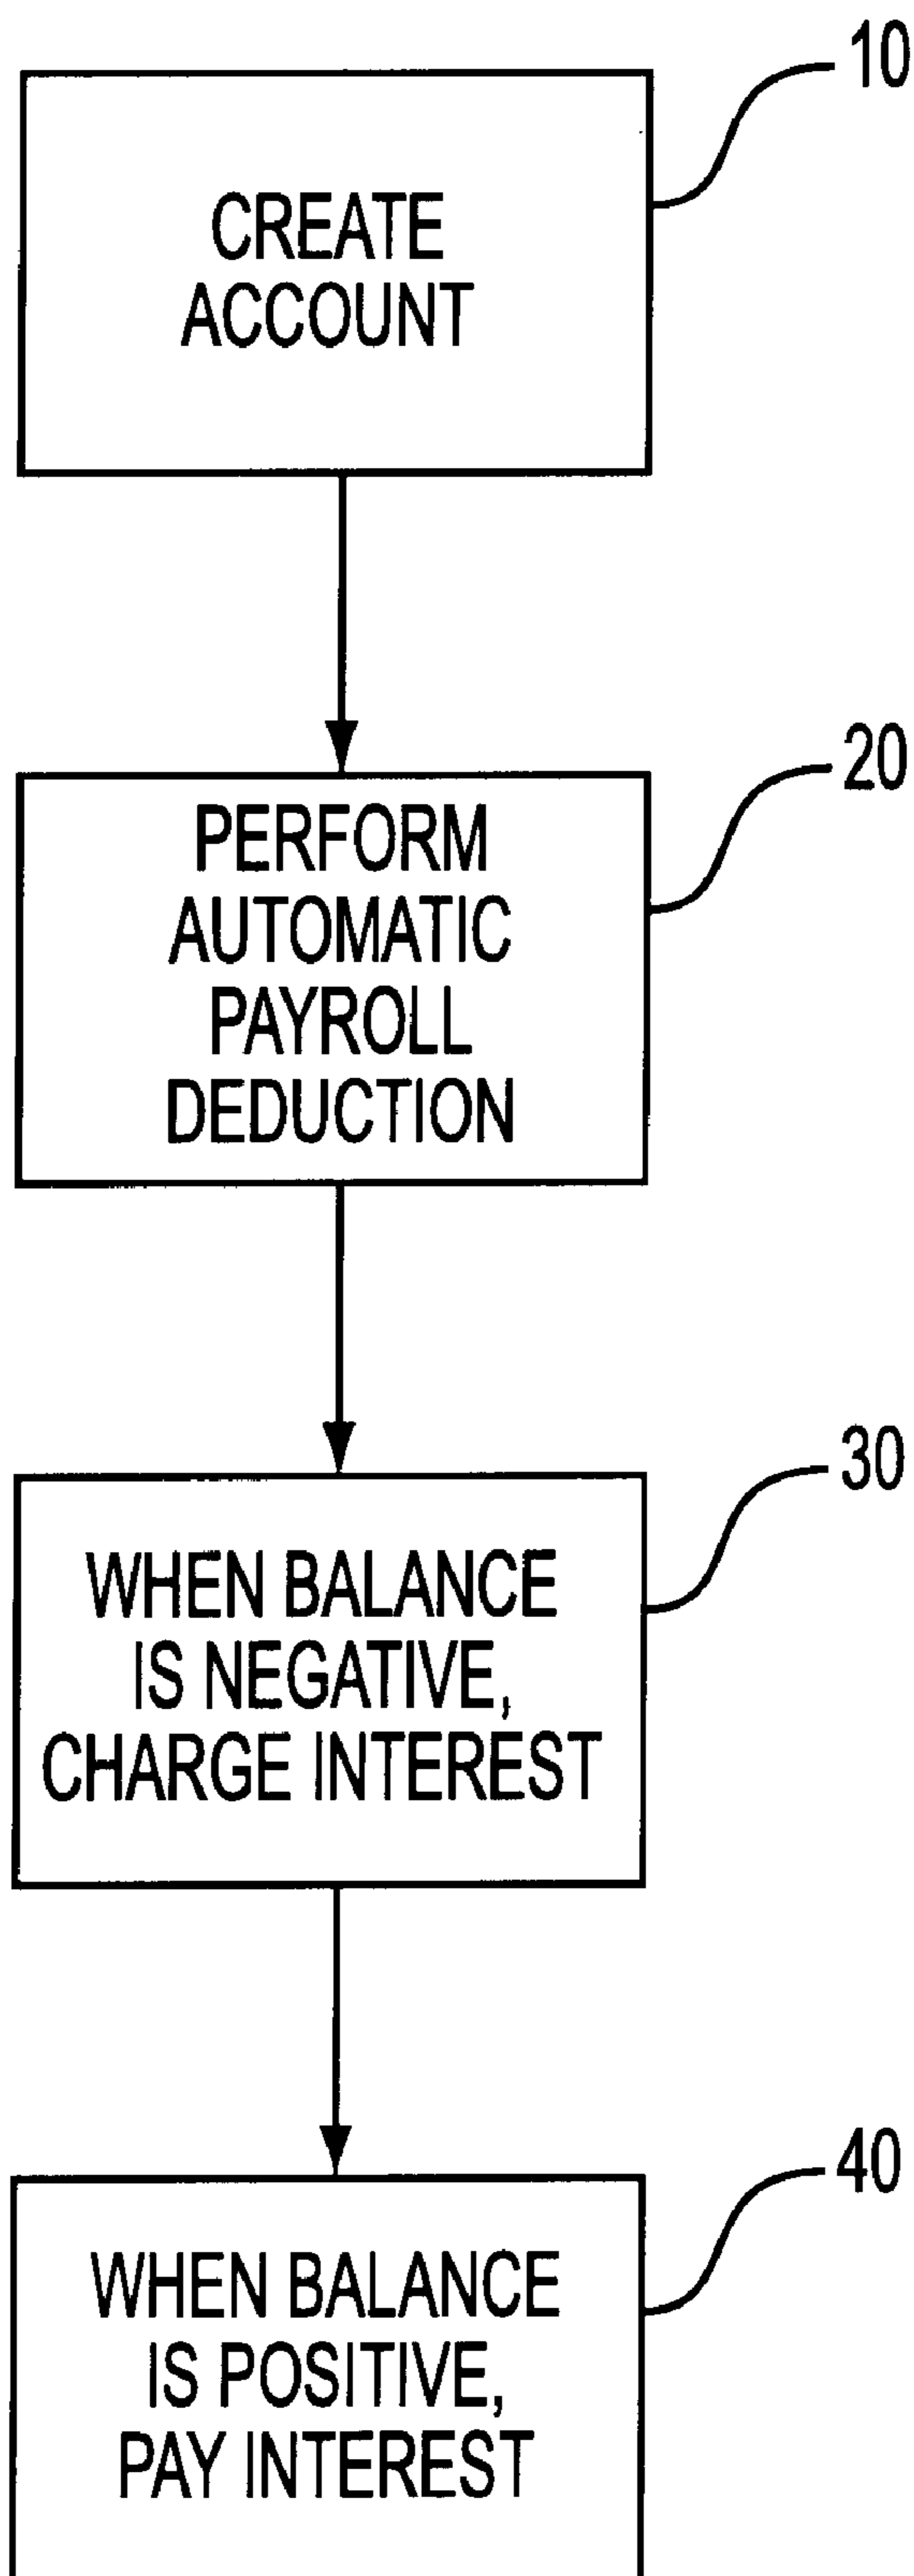 10
CREATE
ACCOUNT
20
PERFORM
AUTOMATIC
PAYROLL
DEDUCTION
30
WHEN BALANCE
IS NEGATIVE,
CHARGE INTEREST
40
WHEN BALANCE
IS POSITIVE,
PAY INTEREST